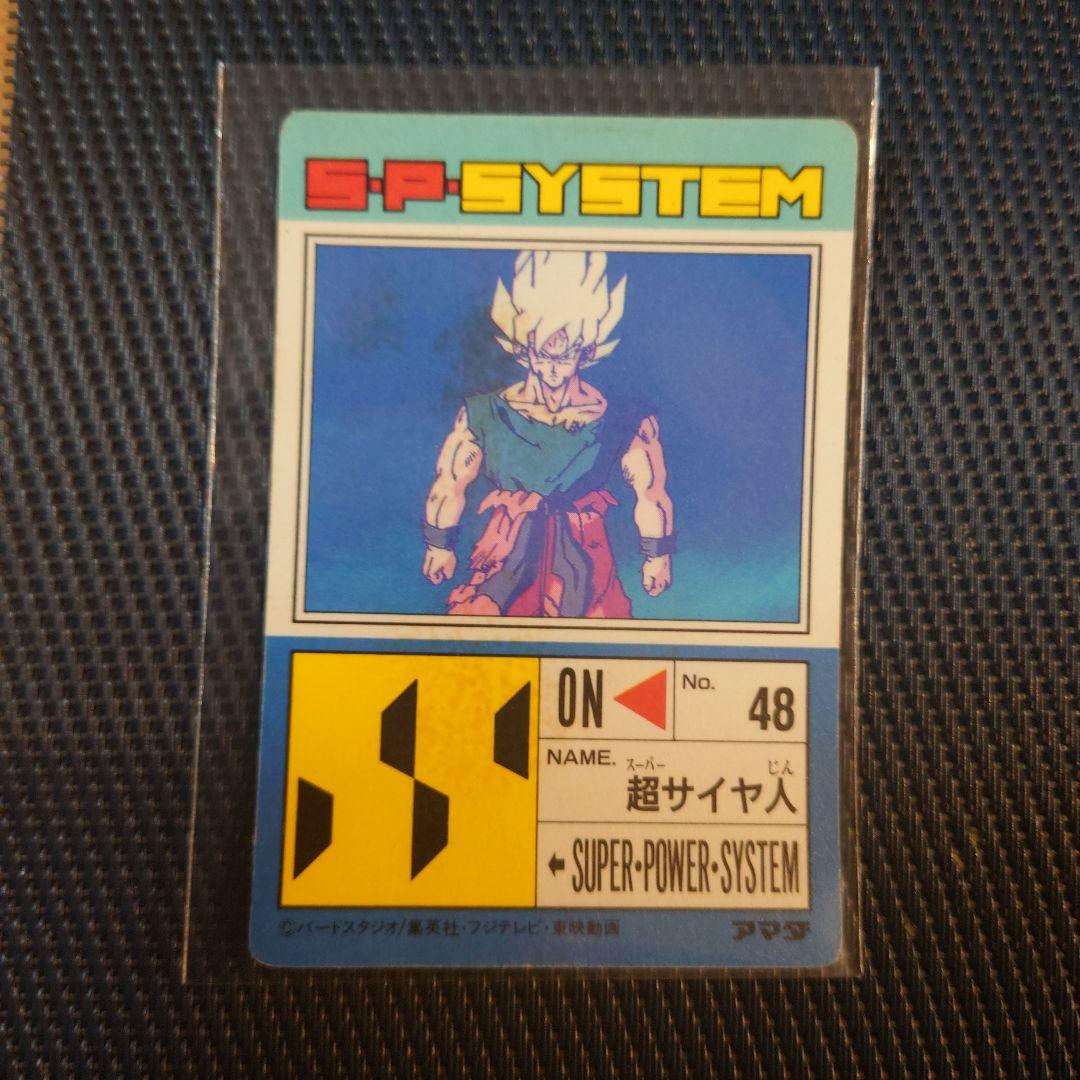 S·P·SYSTEM
ON
No.
48
NAME.
スーパー じん
超サイヤ人
SUPER·POWER·SYSTEM
©バードスタジオ/集英社・フジテレビ・東映動画
アマダ